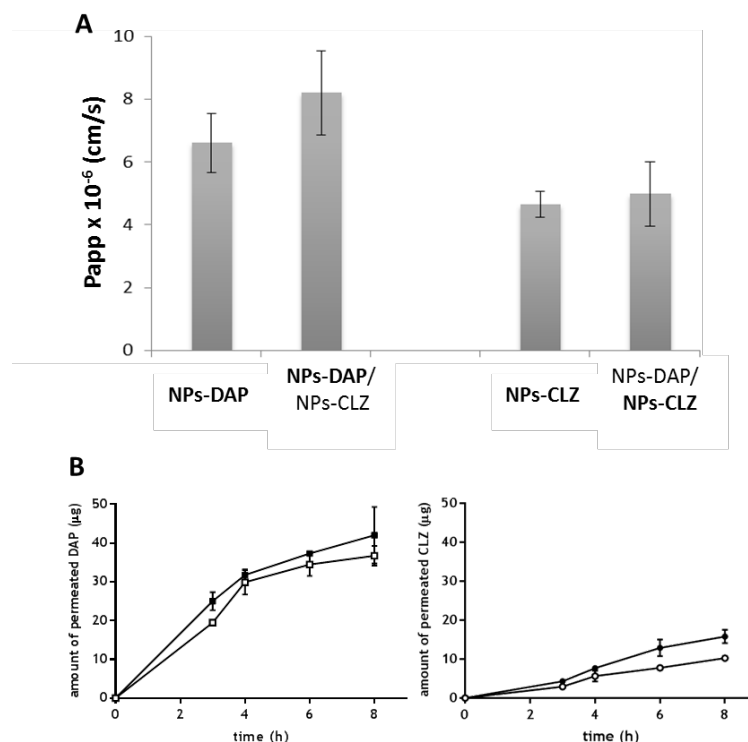 A
10
8
6
4
2
0
Papp x 10⁻⁶ (cm/s)
NPs-DAP
NPs-DAP/
NPs-CLZ
NPs-CLZ
NPs-DAP/
NPs-CLZ
B
50
40
30
20
10
0
amount of permeated DAP (µg)
0 2 4 6 8
time (h)
50
40
30
20
10
0
amount of permeated CLZ (µg)
0 2 4 6 8
time (h)